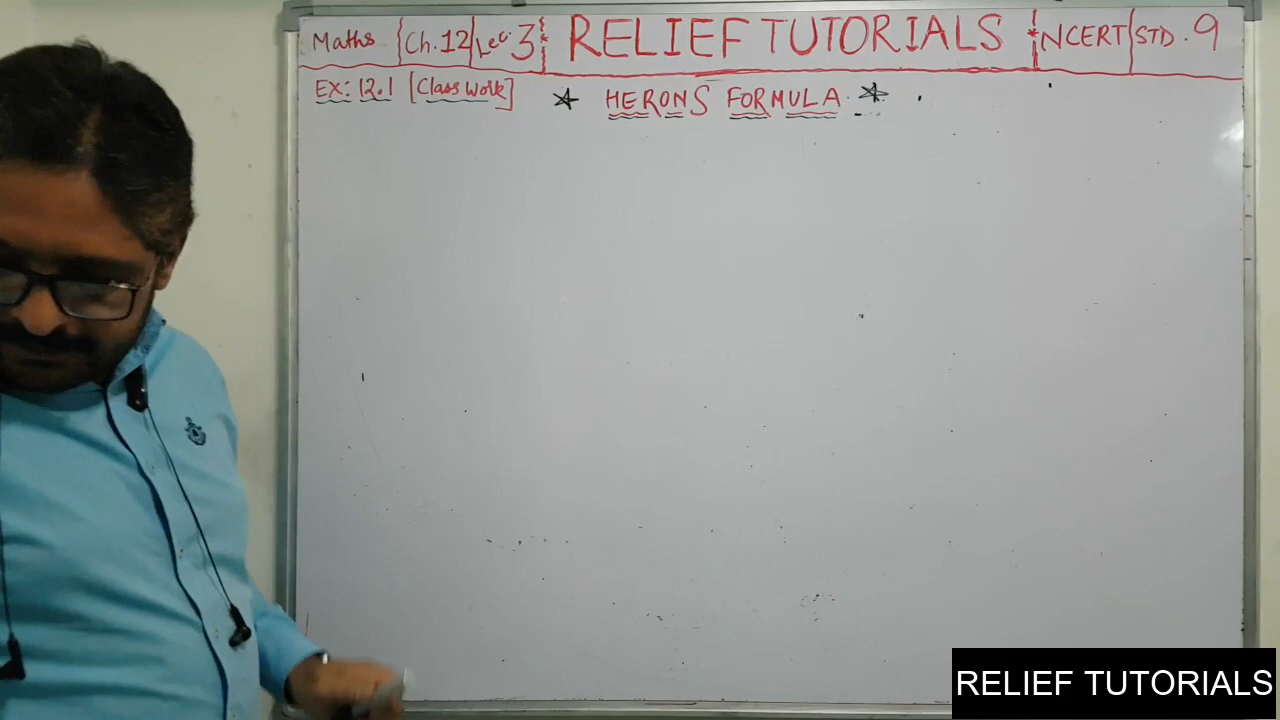 Maths Ch. 12 Lec. 3 RELIEF TUTORIALS NCERT STD. 9
EX: 12.1 [Class Work] HERONS FORMULA
RELIEF TUTORIALS